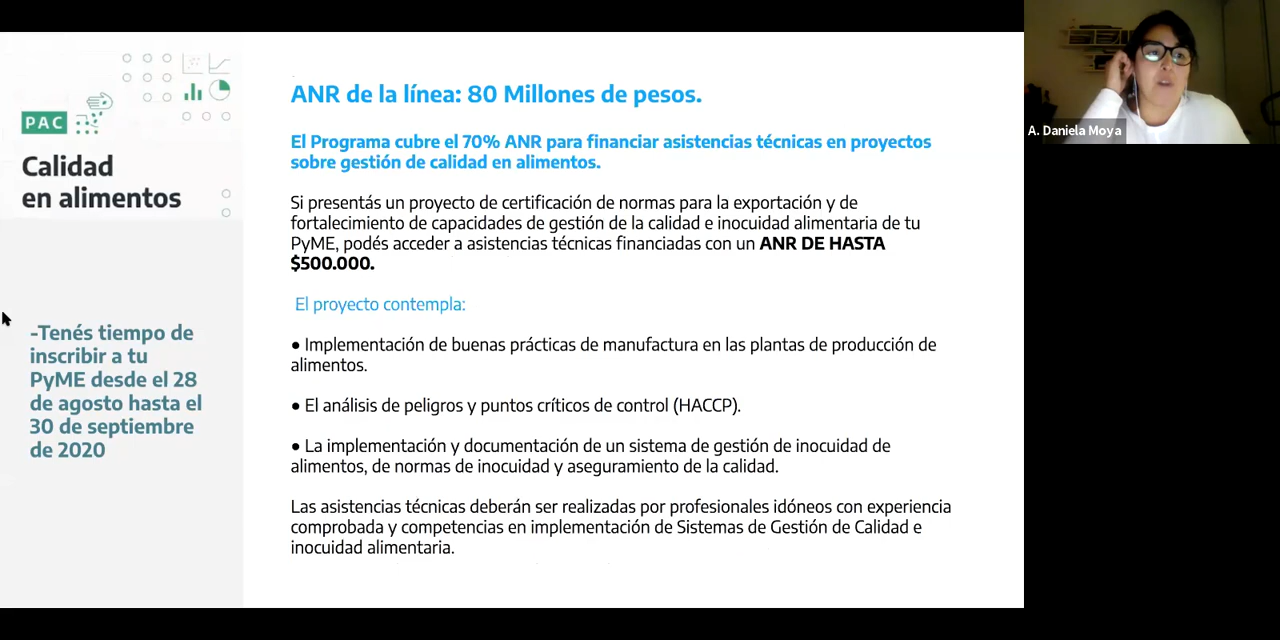 PAC
Calidad
en alimentos
-Tenés tiempo de
inscribir a tu
PyME desde el 28
de agosto hasta el
30 de septiembre
de 2020
ANR de la línea: 80 Millones de pesos.
El Programa cubre el 70% ANR para financiar asistencias técnicas en proyectos
sobre gestión de calidad en alimentos.
Si presentás un proyecto de certificación de normas para la exportación y de
fortalecimiento de capacidades de gestión de la calidad e inocuidad alimentaria de tu
PyME, podés acceder a asistencias técnicas financiadas con un ANR DE HASTA
$500.000.
El proyecto contempla:
● Implementación de buenas prácticas de manufactura en las plantas de producción de
alimentos.
● El análisis de peligros y puntos críticos de control (HACCP).
● La implementación y documentación de un sistema de gestión de inocuidad de
alimentos, de normas de inocuidad y aseguramiento de la calidad.
Las asistencias técnicas deberán ser realizadas por profesionales idóneos con experiencia
comprobada y competencias en implementación de Sistemas de Gestión de Calidad e
inocuidad alimentaria.
A. Daniela Moya